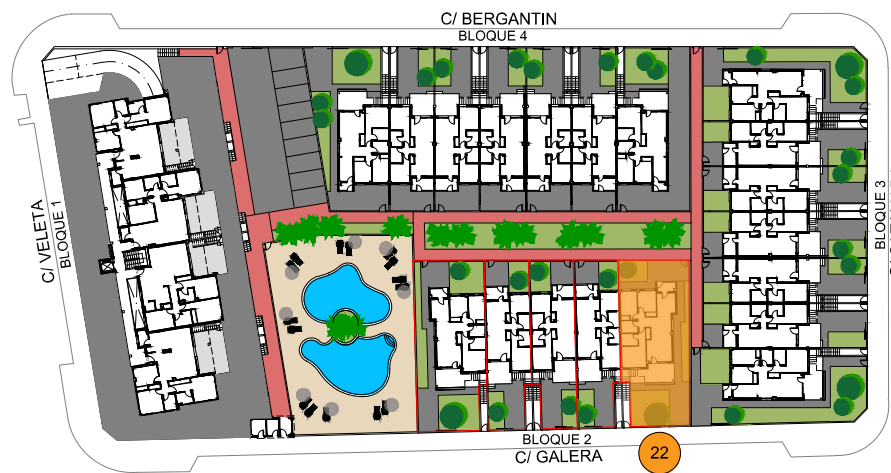 C/ BERGANTIN
BLOQUE 4
C/ VELETA
BLOQUE 1
BLOQUE 3
BLOQUE 2
C/ GALERA
22